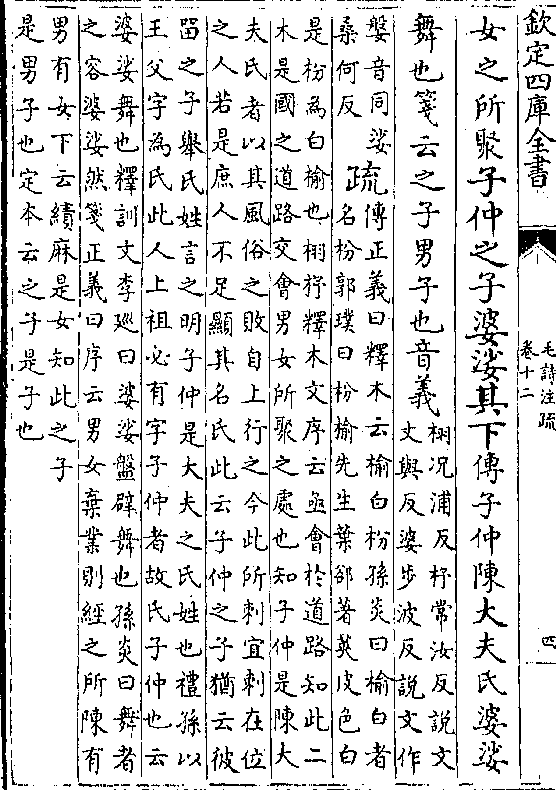 欽定四庫全書
毛詩注疏
卷十二
四
女之所聚子仲之子婆娑其下傳子仲陳大夫氏婆娑
舞也箋云之子男子也音義
栩况浦反杼常汝反說文
丈與反婆步波反說文作
媻音同娑
桑何反
疏
傳正義曰釋木云榆白枌孫炎曰榆白者
名枌郭璞曰枌榆先生葉郤著莢皮色白
是枌為白榆也栩杼釋木文序云亟會於道路知此二
木是國之道路交會男女所聚之處也知子仲是陳大
夫氏者以其風俗之敗自上行之今此所刺宜刺在位
之人若是庶人不足顯其名氏此云子仲之子猶云彼
留之子舉氏姓言之明子仲是大夫之氏姓也禮孫以
王父字為氏此人上祖必有字子仲者故氏子仲也云
婆娑舞也釋訓文李廵曰婆娑盤辟舞也孫炎曰舞者
之容婆娑然箋正義曰序云男女棄業則經之所陳有
男有女下云績麻是女知此之子
是男子也定本云之子是子也